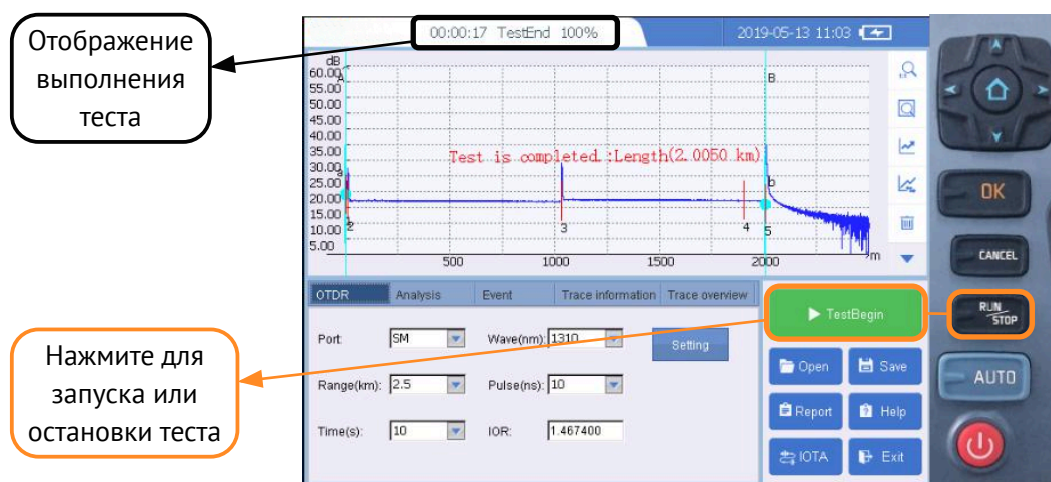 Отображение
выполнения
теста
00:00:17 TestEnd 100%
2019-05-13 11:03
dB
60.00
55.00
50.00
45.00
40.00
35.00
30.00
25.00
20.00
15.00
10.00
5.00
A
B
a
b
Test is completed.:Length(2.0050 km)
2
3
4
5
500
1000
1500
2000
m
OTDR
Analysis
Event
Trace information
Trace overview
Port:
SM
Wave(nm):
1310
Setting
Range(km):
2.5
Pulse(ns):
10
Time(s):
10
IOR:
1.467400
TestBegin
Open
Save
Report
Help
IOTA
Exit
OK
CANCEL
RUN
STOP
AUTO
Нажмите для
запуска или
остановки теста